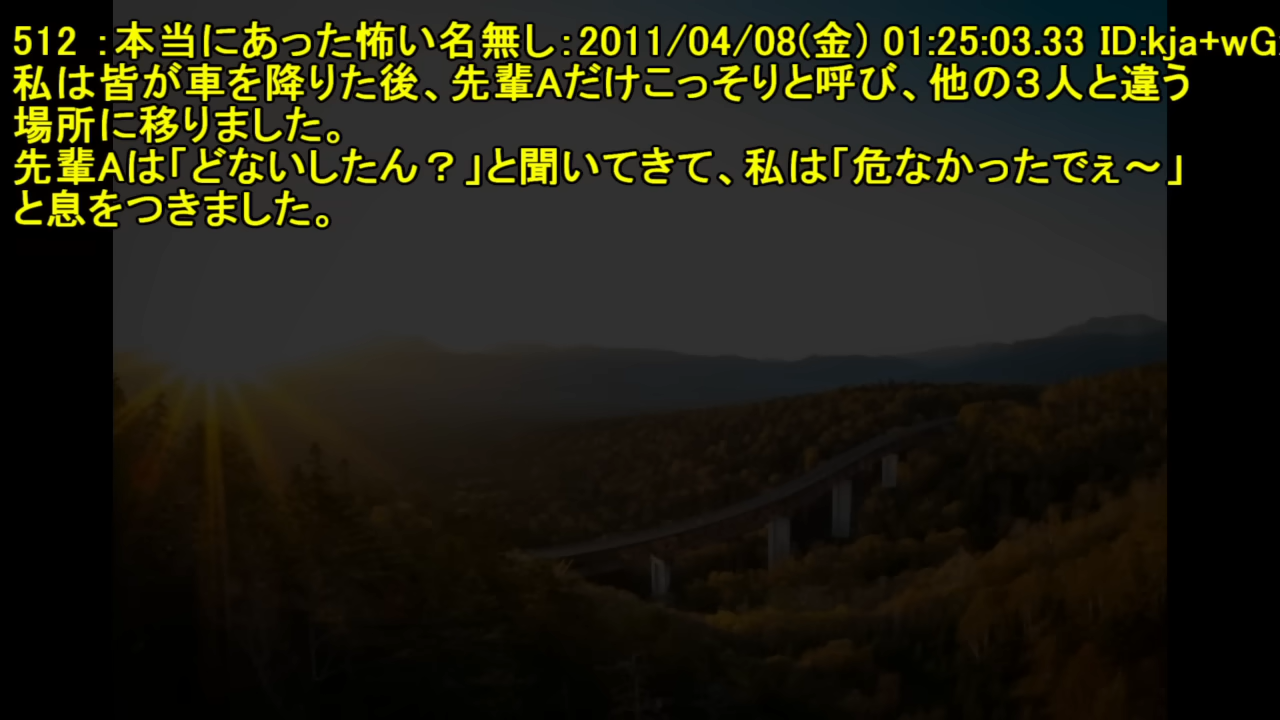 512 ：本当にあった怖い名無し：2011/04/08(金) 01:25:03.33 ID:kja+wG
私は皆が車を降りた後、先輩Aだけこっそりと呼び、他の３人と違う
場所に移りました。
先輩Aは「どないしたん？」と聞いてきて、私は「危なかったでぇ～」
と息をつきました。